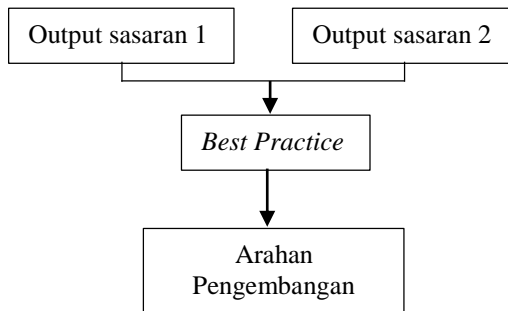 Output sasaran 1
Output sasaran 2
Best Practice
Arahan
Pengembangan